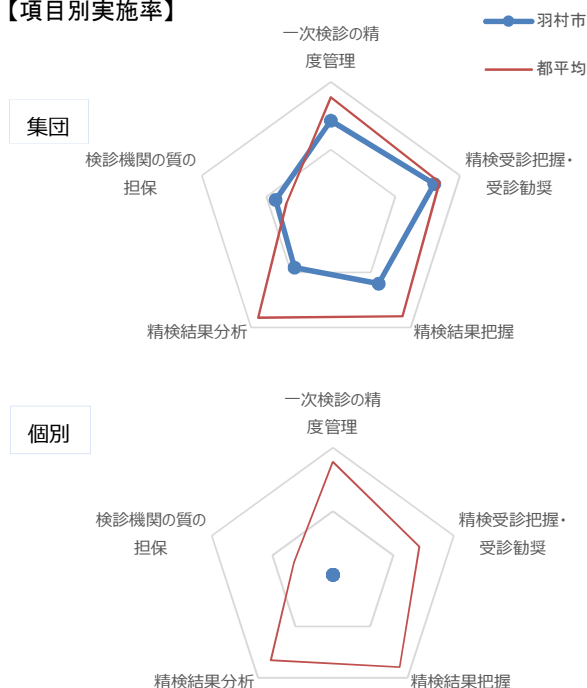 【項目別実施率】
羽村市
都平均
集団
一次検診の精
度管理
検診機関の質の
担保
精検受診把握・
受診勧奨
精検結果分析
精検結果把握
個別
一次検診の精
度管理
検診機関の質の
担保
精検受診把握・
受診勧奨
精検結果分析
精検結果把握